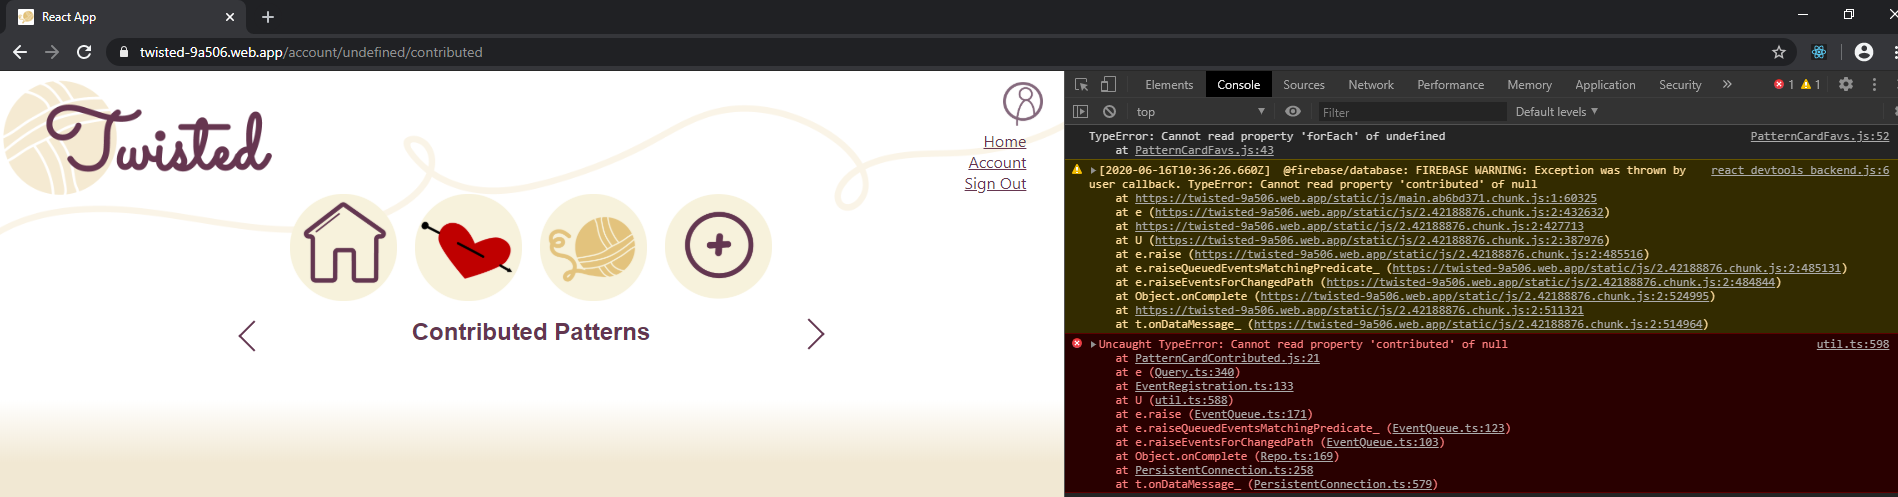 React App
twisted-9a506.web.app/account/undefined/contributed
Twisted
Home
Account
Sign Out
Contributed Patterns
Elements Console Sources Network Performance Memory Application Security » 1 1
top Filter Default levels
TypeError: Cannot read property 'forEach' of undefined PatternCardFavs.js:52
at PatternCardFavs.js:43
[2020-06-16T10:36:26.660Z] @firebase/database: FIREBASE WARNING: Exception was thrown by react devtools backend.js:6
user callback. TypeError: Cannot read property 'contributed' of null
at https://twisted-9a506.web.app/static/js/main.ab6bd371.chunk.js:1:60325
at e (https://twisted-9a506.web.app/static/js/2.42188876.chunk.js:2:432632)
at https://twisted-9a506.web.app/static/js/2.42188876.chunk.js:2:427713
at U (https://twisted-9a506.web.app/static/js/2.42188876.chunk.js:2:387976)
at e.raise (https://twisted-9a506.web.app/static/js/2.42188876.chunk.js:2:485516)
at e.raiseQueuedEventsMatchingPredicate_ (https://twisted-9a506.web.app/static/js/2.42188876.chunk.js:2:485131)
at e.raiseEventsForChangedPath (https://twisted-9a506.web.app/static/js/2.42188876.chunk.js:2:484844)
at Object.onComplete (https://twisted-9a506.web.app/static/js/2.42188876.chunk.js:2:524995)
at https://twisted-9a506.web.app/static/js/2.42188876.chunk.js:2:511321
at t.onDataMessage_ (https://twisted-9a506.web.app/static/js/2.42188876.chunk.js:2:514964)
Uncaught TypeError: Cannot read property 'contributed' of null util.ts:598
at PatternCardContributed.js:21
at e (Query.ts:340)
at EventRegistration.ts:133
at U (util.ts:588)
at e.raise (EventQueue.ts:171)
at e.raiseQueuedEventsMatchingPredicate_ (EventQueue.ts:123)
at e.raiseEventsForChangedPath (EventQueue.ts:103)
at Object.onComplete (Repo.ts:169)
at PersistentConnection.ts:258
at t.onDataMessage_ (PersistentConnection.ts:579)